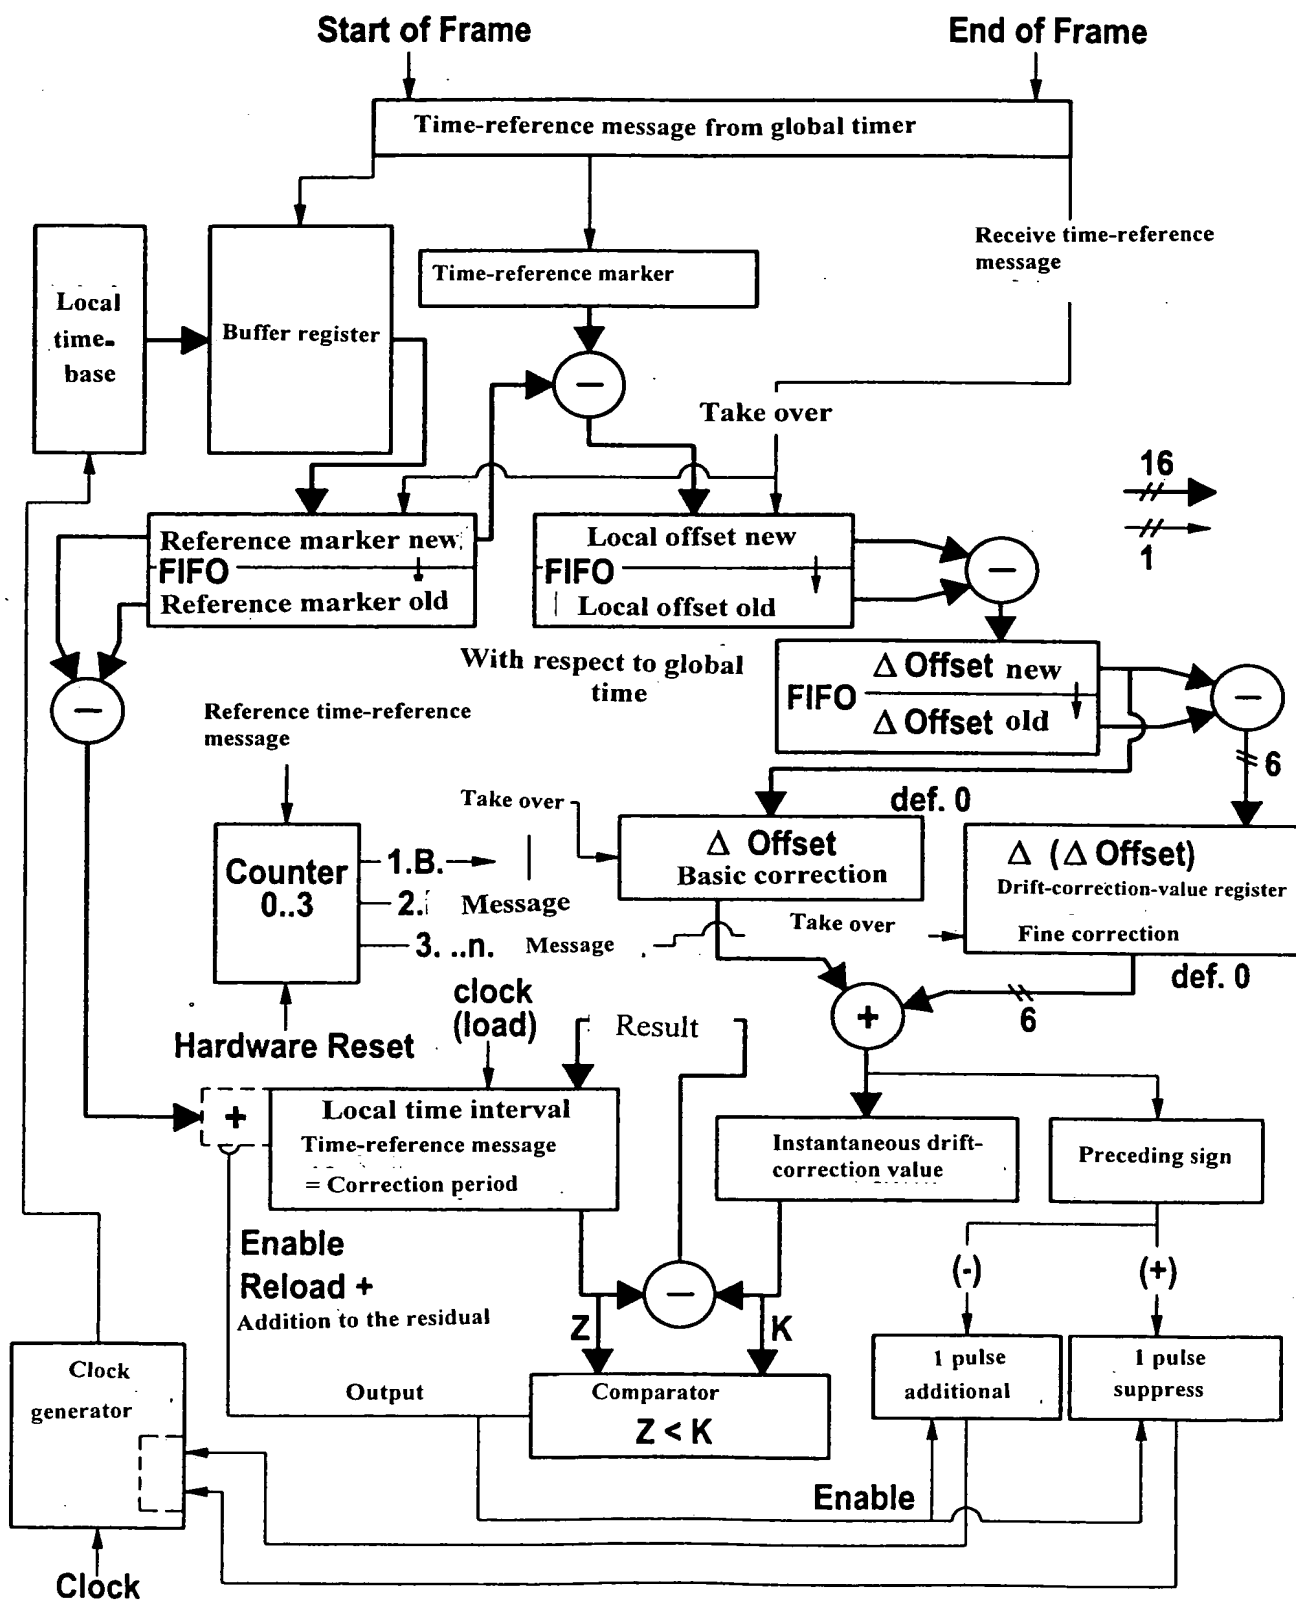 Start of Frame
End of Frame
Time-reference message from global timer
Receive time-reference
message
Time-reference marker
Local
time-
base
Buffer register
−
Take over
16
1
Reference marker new
FIFO
Reference marker old
Local offset new
FIFO
Local offset old
−
With respect to global
time
Δ Offset new
FIFO
Δ Offset old
−
−
6
Reference time-reference
message
Take over
def. 0
Counter
0..3
1.B.
2.
Message
3. ..n.
Message
Δ Offset
Basic correction
Take over
Δ (Δ Offset)
Drift-correction-value register
Fine correction
def. 0
Hardware Reset
clock
(load)
Result
+
6
+
Local time interval
Time-reference message
= Correction period
Instantaneous drift-
correction value
Preceding sign
Enable
Reload +
Addition to the residual
−
Z
K
(-)
(+)
Clock
generator
Output
Comparator
Z < K
1 pulse
additional
1 pulse
suppress
Enable
Clock